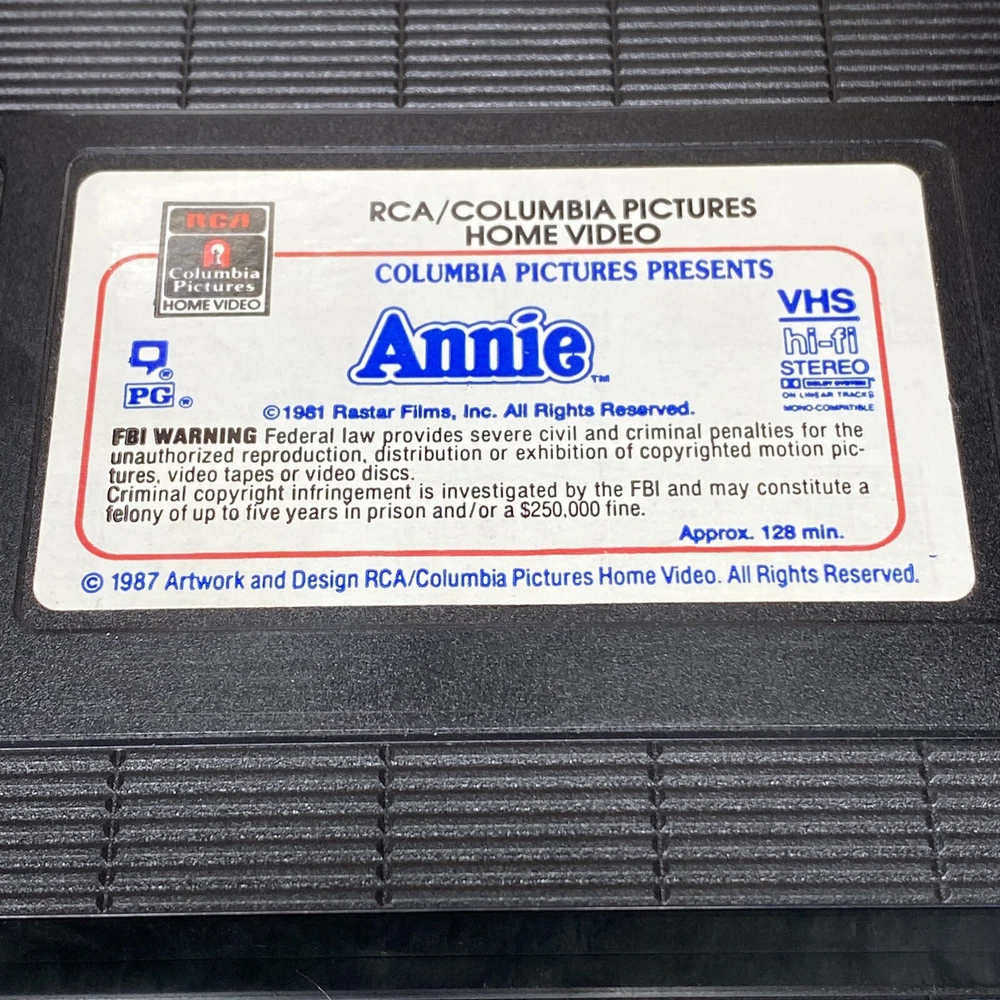 RCA/COLUMBIA PICTURES
HOME VIDEO
RCA
Columbia
Pictures
HOME VIDEO
COLUMBIA PICTURES PRESENTS
Annie™
VHS
hi-fi
STEREO
DOLBY SYSTEM®
ON LINEAR TRACKS
MONO-COMPATIBLE
®
PG ®
©1981 Rastar Films, Inc. All Rights Reserved.
FBI WARNING Federal law provides severe civil and criminal penalties for the
unauthorized reproduction, distribution or exhibition of copyrighted motion pic-
tures, video tapes or video discs.
Criminal copyright infringement is investigated by the FBI and may constitute a
felony of up to five years in prison and/or a $250.000 fine.
Approx. 128 min.
© 1987 Artwork and Design RCA/Columbia Pictures Home Video. All Rights Reserved.